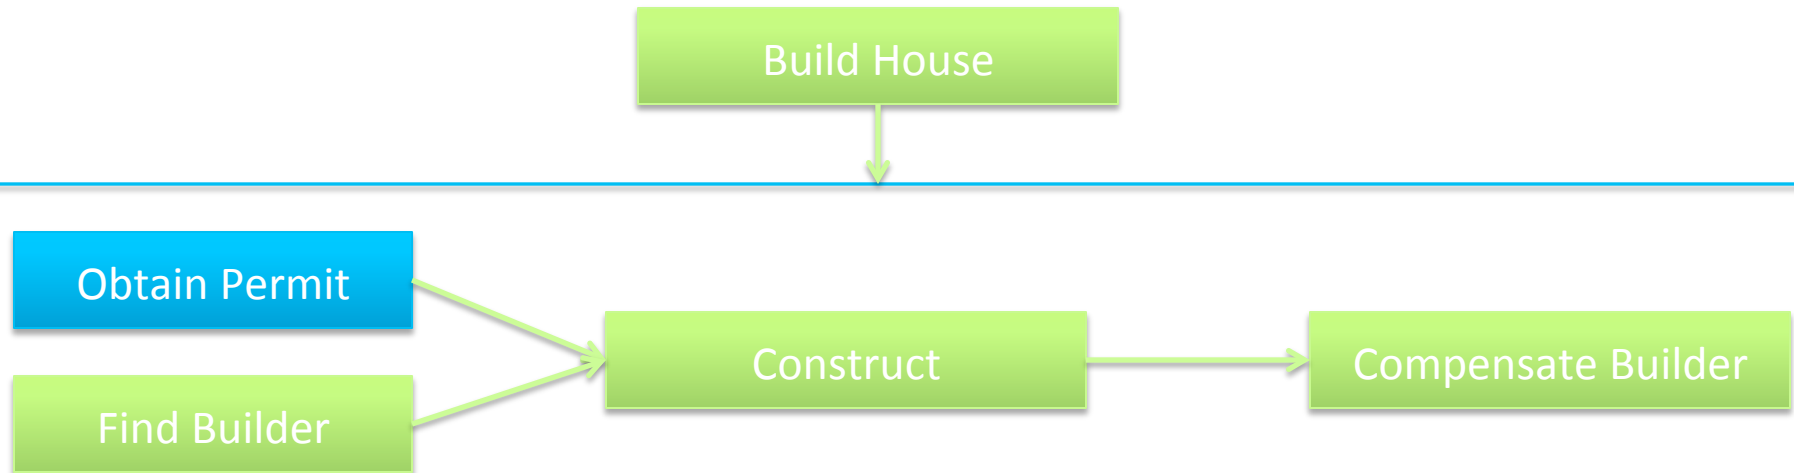 Build House
Obtain Permit
Find Builder
Construct
Compensate Builder